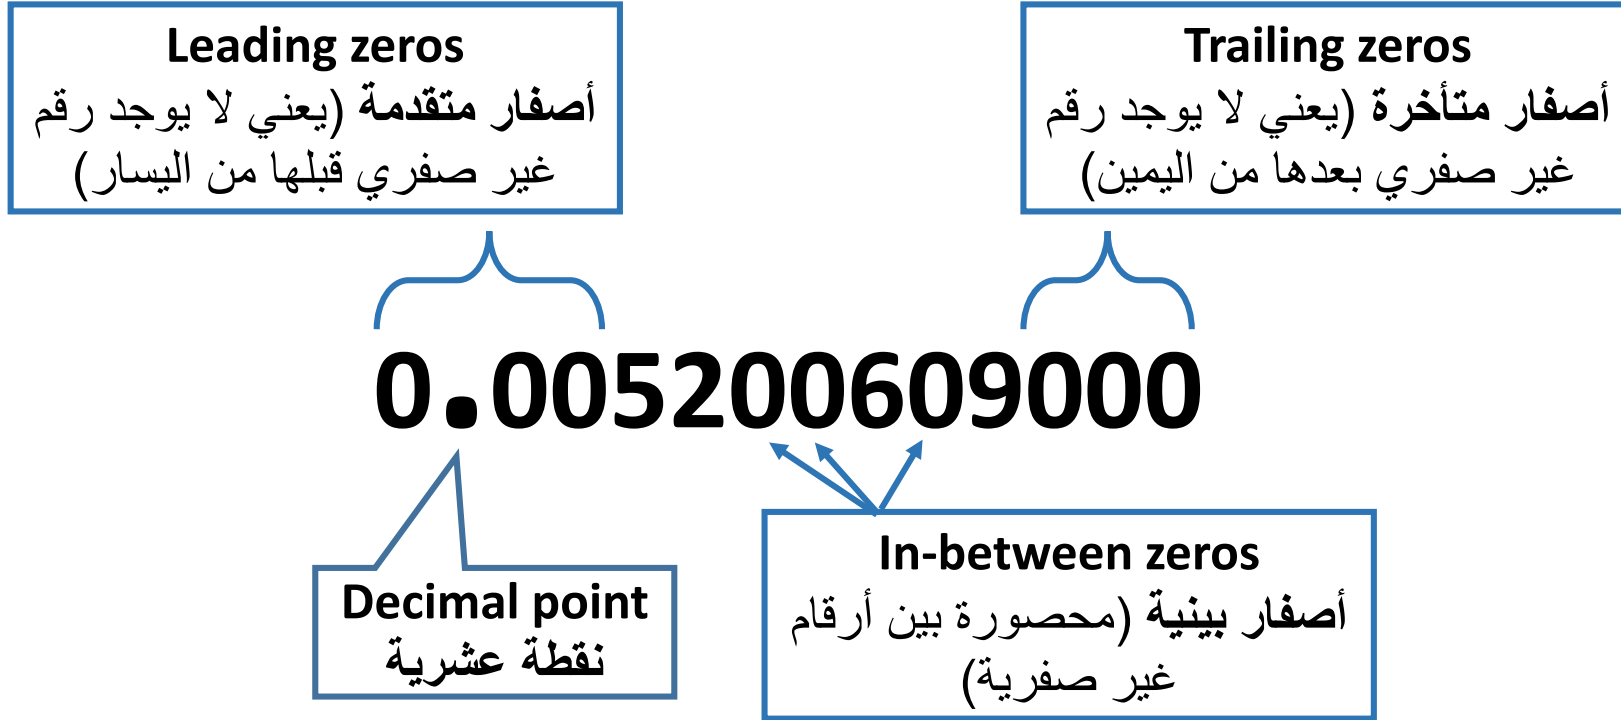 Leading zeros
أصفار متقدمة (يعني لا يوجد رقم
غير صفري قبلها من اليسار)
Trailing zeros
أصفار متأخرة (يعني لا يوجد رقم
غير صفري بعدها من اليمين)
0.005200609000
Decimal point
نقطة عشرية
In-between zeros
أصفار بينية (محصورة بين أرقام
غير صفرية)